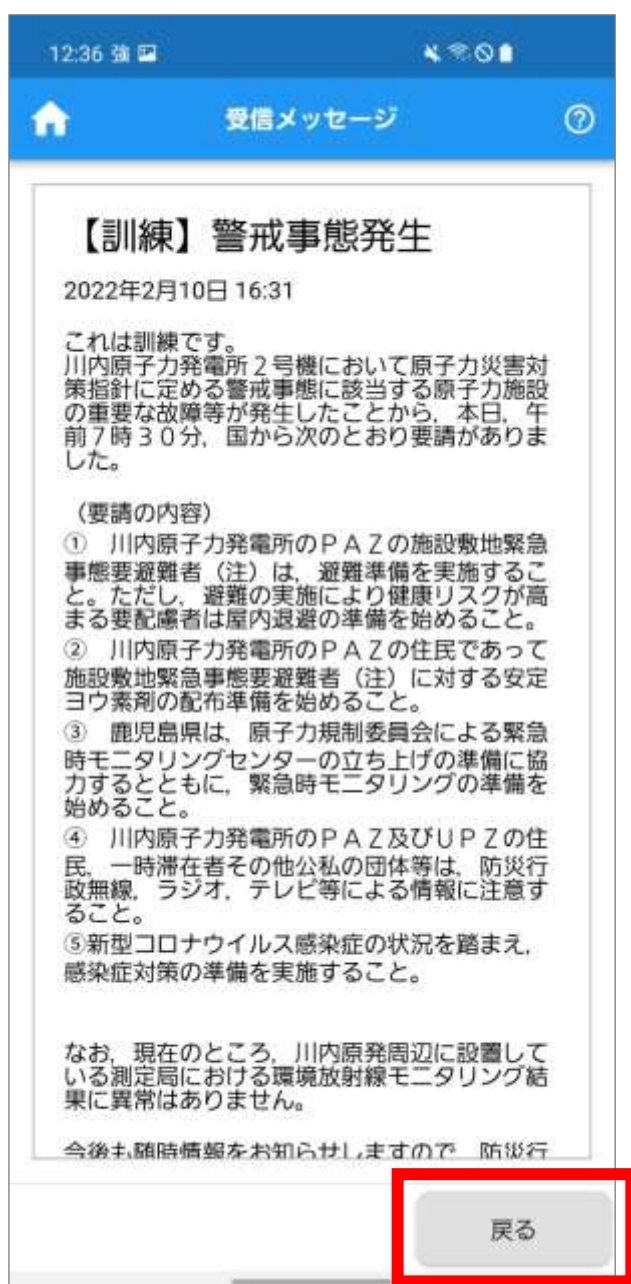 12:36 強
受信メッセージ
【訓練】警戒事態発生
2022年2月10日 16:31
これは訓練です。
川内原子力発電所２号機において原子力災害対
策指針に定める警戒事態に該当する原子力施設
の重要な故障等が発生したことから，本日，午
前７時３０分，国から次のとおり要請がありま
した。
（要請の内容）
①　川内原子力発電所のＰＡＺの施設敷地緊急
事態要避難者（注）は，避難準備を実施するこ
と。ただし，避難の実施により健康リスクが高
まる要配慮者は屋内退避の準備を始めること。
②　川内原子力発電所のＰＡＺの住民であって
施設敷地緊急事態要避難者（注）に対する安定
ヨウ素剤の配布準備を始めること。
③　鹿児島県は，原子力規制委員会による緊急
時モニタリングセンターの立ち上げの準備に協
力するとともに，緊急時モニタリングの準備を
始めること。
④　川内原子力発電所のＰＡＺ及びＵＰＺの住
民，一時滞在者その他公私の団体等は，防災行
政無線，ラジオ，テレビ等による情報に注意す
ること。
⑤新型コロナウイルス感染症の状況を踏まえ，
感染症対策の準備を実施すること。
なお，現在のところ，川内原発周辺に設置して
いる測定局における環境放射線モニタリング結
果に異常はありません。
今後も随時情報をお知らせしますので，防災行
戻る